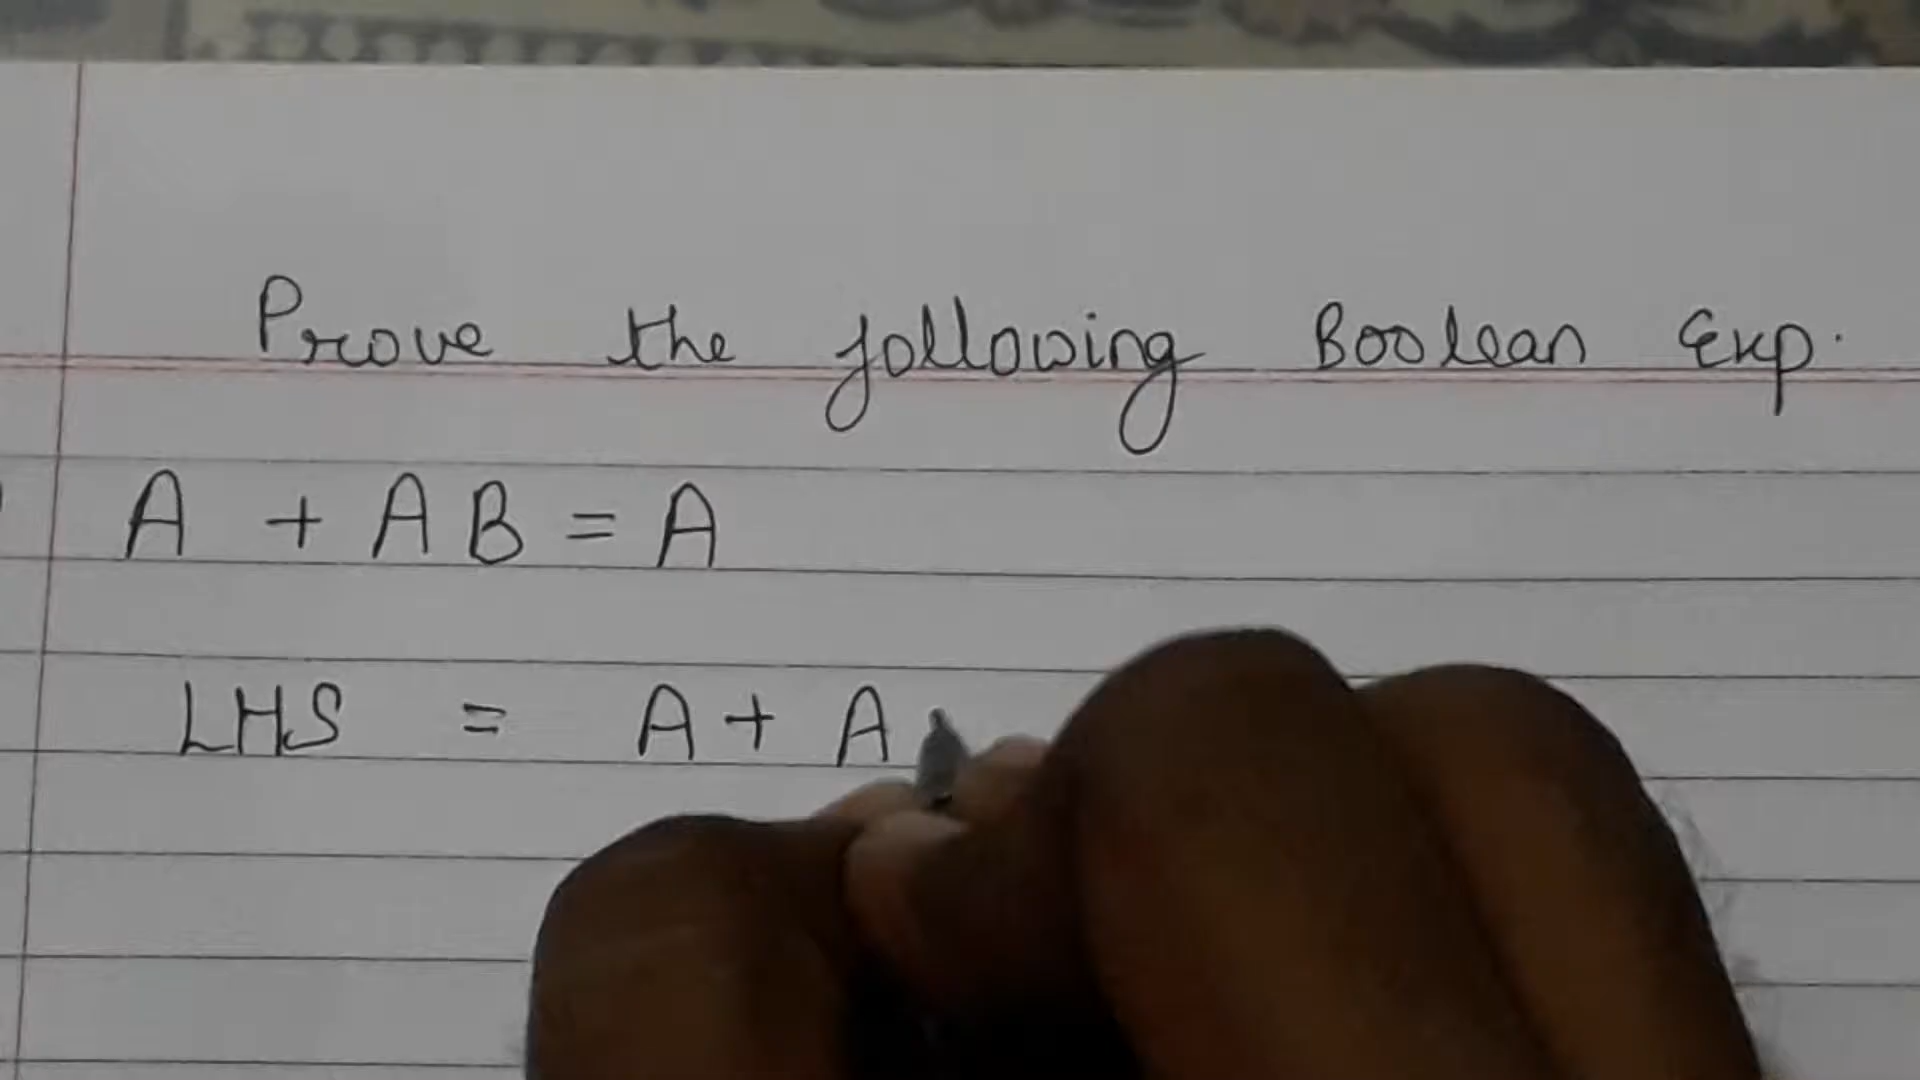 Prove the following Boolean Exp.
A + AB = A
LHS = A + A